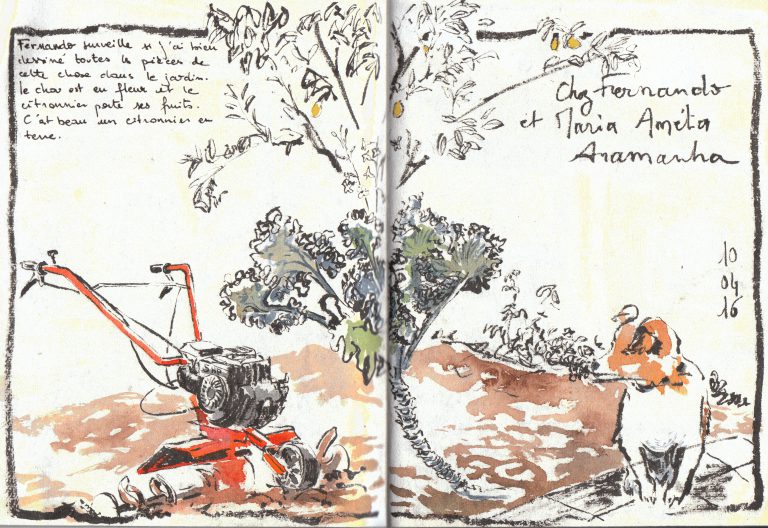 Fernando surveille si j'ai bien
dessiné toutes les pièces de
cette chose dans le jardin.
le chou est en fleur et le
citronnier porte ses fruits.
C'est beau un citronnier en
terre.
Chez Fernando
et Maria Amélia
Aramanha
10
04
16